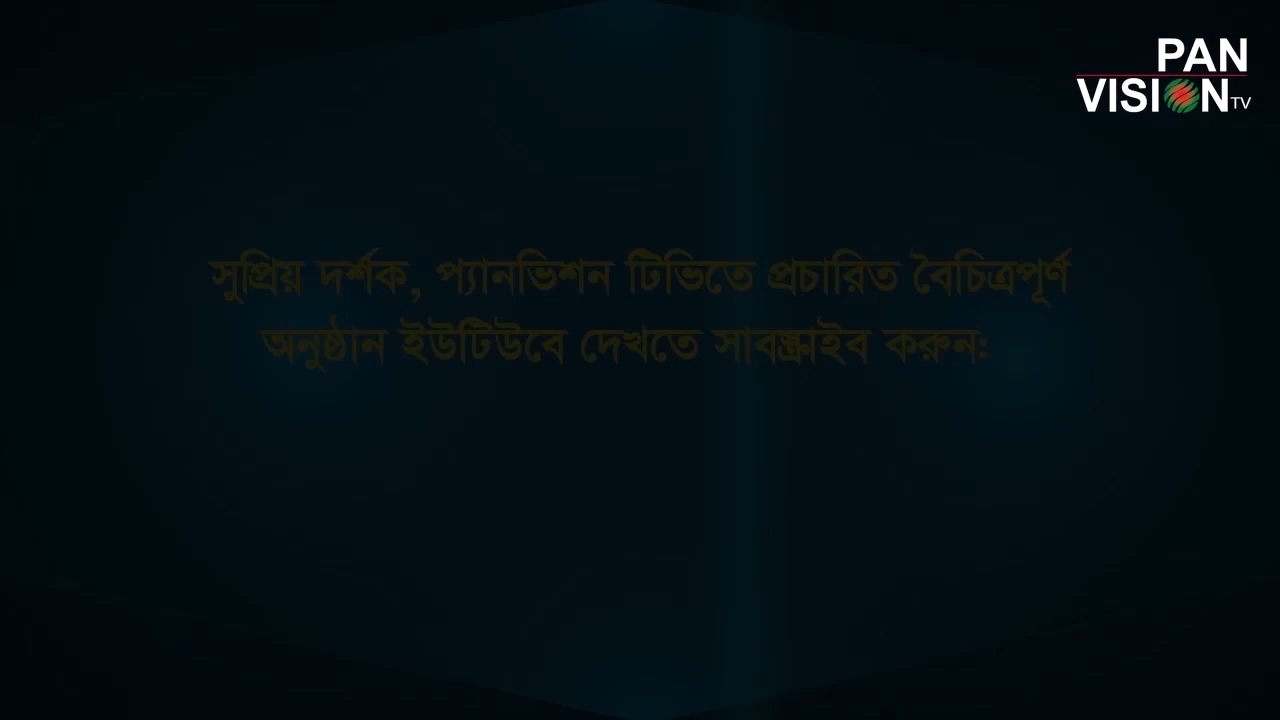 PAN
VISION TV
সুপ্রিয় দর্শক, প্যানভিশন টিভিতে প্রচারিত বৈচিত্রপূর্ণ
অনুষ্ঠান ইউটিউবে দেখতে সাবস্ক্রাইব করুন: